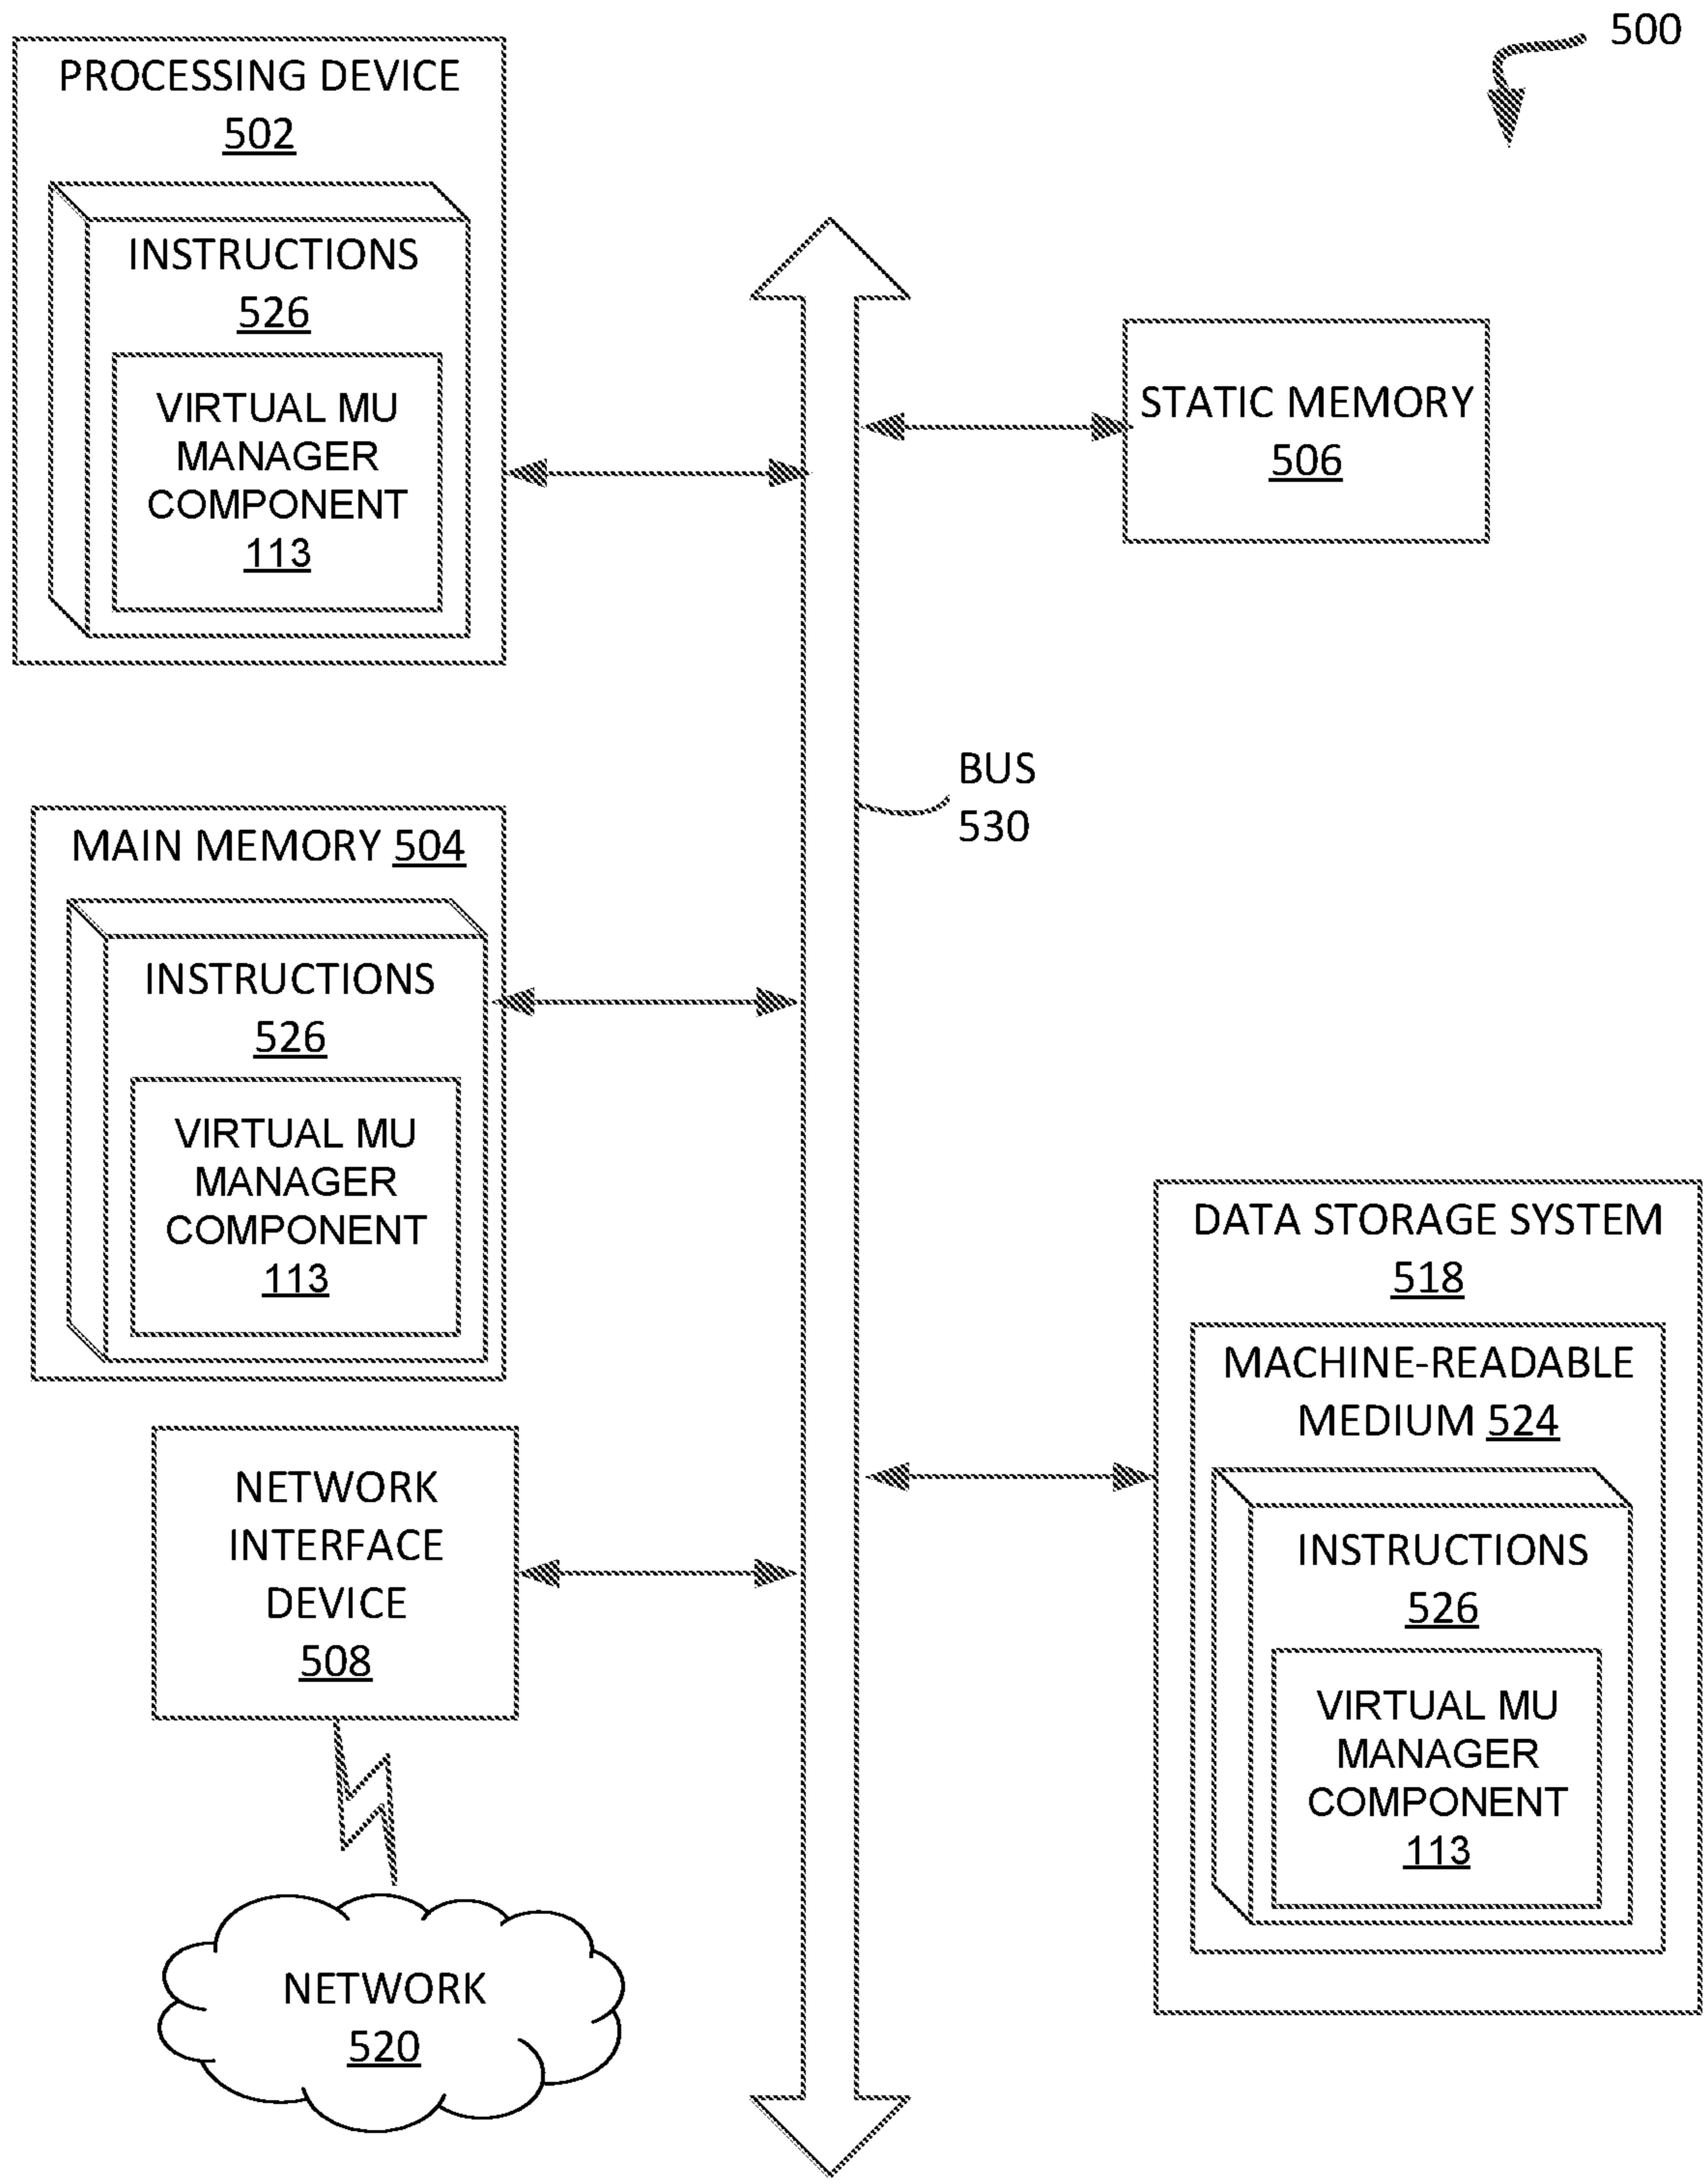 500
PROCESSING DEVICE
502
INSTRUCTIONS
526
VIRTUAL MU
MANAGER
COMPONENT
113
STATIC MEMORY
506
BUS
530
MAIN MEMORY 504
INSTRUCTIONS
526
VIRTUAL MU
MANAGER
COMPONENT
113
DATA STORAGE SYSTEM
518
MACHINE-READABLE
MEDIUM 524
INSTRUCTIONS
526
VIRTUAL MU
MANAGER
COMPONENT
113
NETWORK
INTERFACE
DEVICE
508
NETWORK
520